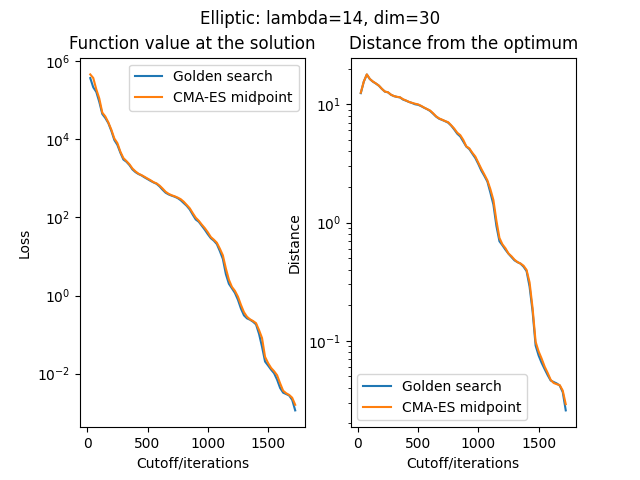 Elliptic: lambda=14, dim=30
Function value at the solution
Distance from the optimum
Golden search
CMA-ES midpoint
Loss
10^6
10^4
10^2
10^0
10^-2
0 500 1000 1500
Cutoff/iterations
Distance
10^1
10^0
10^-1
Golden search
CMA-ES midpoint
0 500 1000 1500
Cutoff/iterations